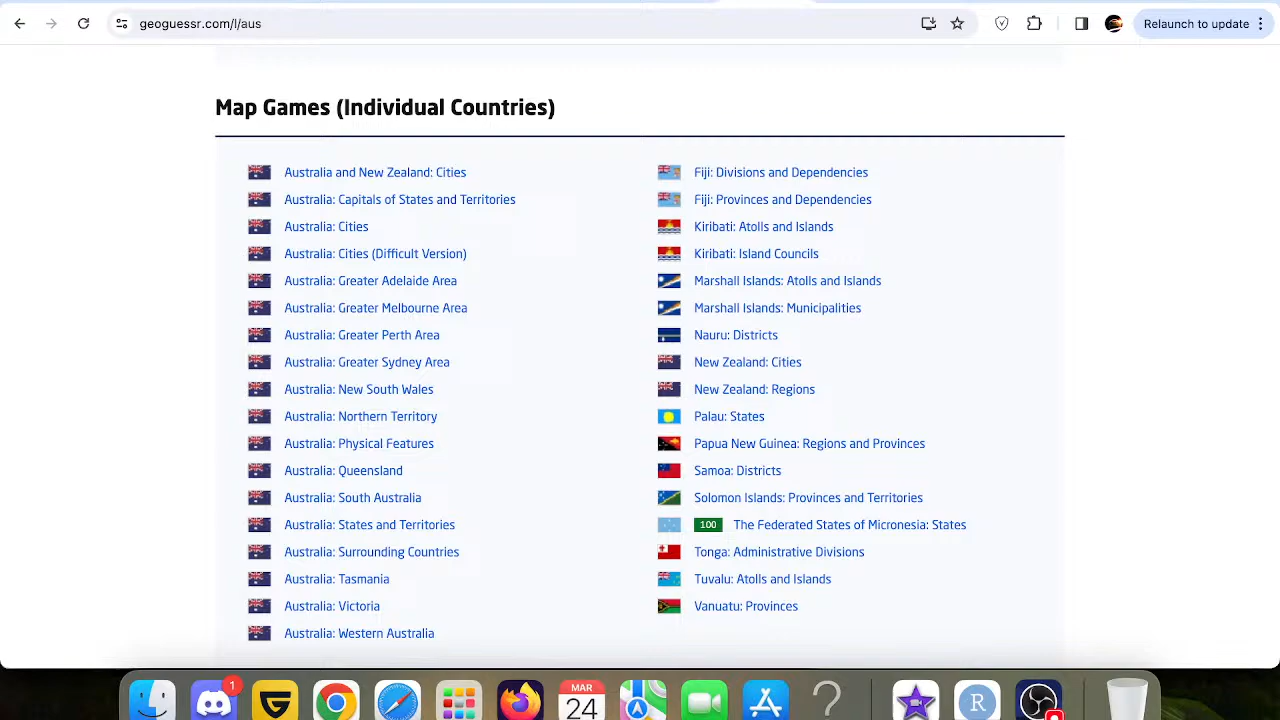 geoguessr.com/l/aus
Relaunch to update
Map Games (Individual Countries)
Australia and New Zealand: Cities
Australia: Capitals of States and Territories
Australia: Cities
Australia: Cities (Difficult Version)
Australia: Greater Adelaide Area
Australia: Greater Melbourne Area
Australia: Greater Perth Area
Australia: Greater Sydney Area
Australia: New South Wales
Australia: Northern Territory
Australia: Physical Features
Australia: Queensland
Australia: South Australia
Australia: States and Territories
Australia: Surrounding Countries
Australia: Tasmania
Australia: Victoria
Australia: Western Australia
Fiji: Divisions and Dependencies
Fiji: Provinces and Dependencies
Kiribati: Atolls and Islands
Kiribati: Island Councils
Marshall Islands: Atolls and Islands
Marshall Islands: Municipalities
Nauru: Districts
New Zealand: Cities
New Zealand: Regions
Palau: States
Papua New Guinea: Regions and Provinces
Samoa: Districts
Solomon Islands: Provinces and Territories
100 The Federated States of Micronesia: States
Tonga: Administrative Divisions
Tuvalu: Atolls and Islands
Vanuatu: Provinces
1
MAR
24
?
R